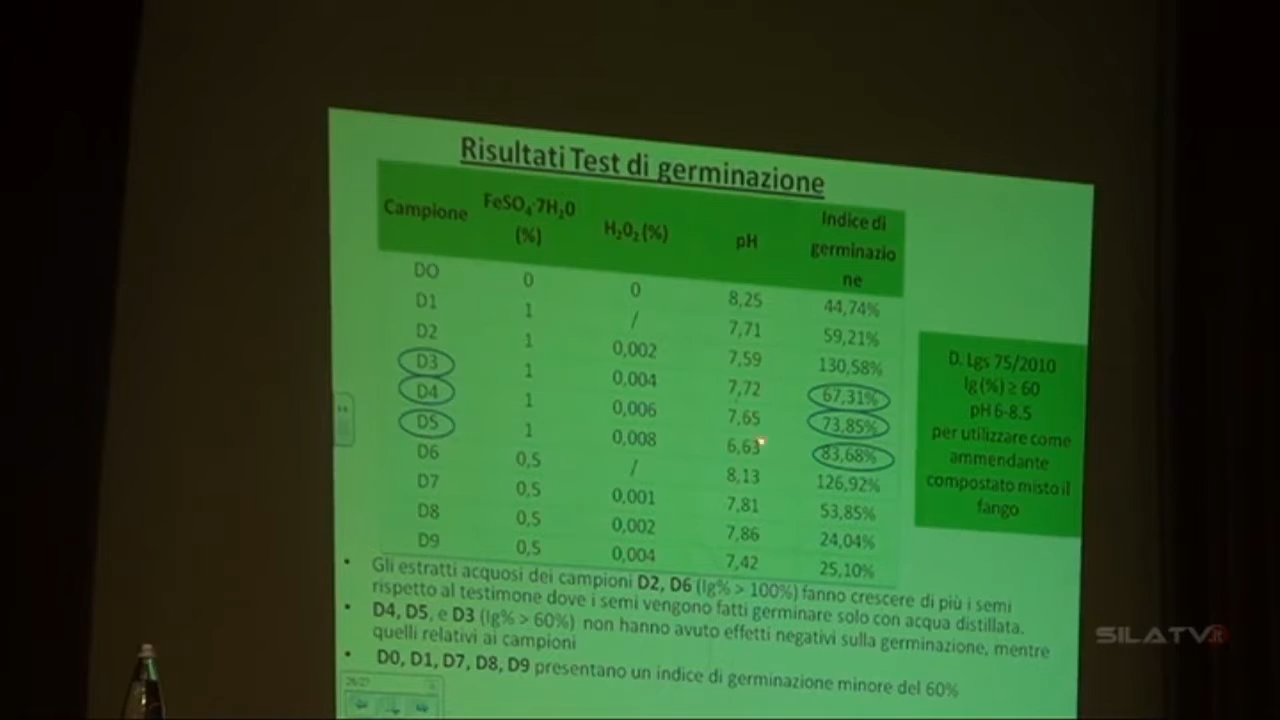 Risultati Test di germinazione
Campione FeSO4·7H20 (%) H2O2 (%) pH Indice di germinazio ne
DO 0 0 8,25 44,74%
D1 1 / 7,71 59,21%
D2 1 0,002 7,59 130,58%
D3 1 0,004 7,72 67,31%
D4 1 0,006 7,65 73,85%
D5 1 0,008 6,63 83,68%
D6 0,5 / 8,13 126,92%
D7 0,5 0,001 7,81 53,85%
D8 0,5 0,002 7,86 24,04%
D9 0,5 0,004 7,42 25,10%
D. Lgs 75/2010
Ig (%) ≥ 60
pH 6-8.5
per utilizzare come
ammendante
compostato misto il
fango
• Gli estratti acquosi dei campioni D2, D6 (Ig% > 100%) fanno crescere di più i semi
rispetto al testimone dove i semi vengono fatti germinare solo con acqua distillata.
• D4, D5, e D3 (Ig% > 60%) non hanno avuto effetti negativi sulla germinazione, mentre
quelli relativi ai campioni
• D0, D1, D7, D8, D9 presentano un indice di germinazione minore del 60%
26/27
SILATV.it